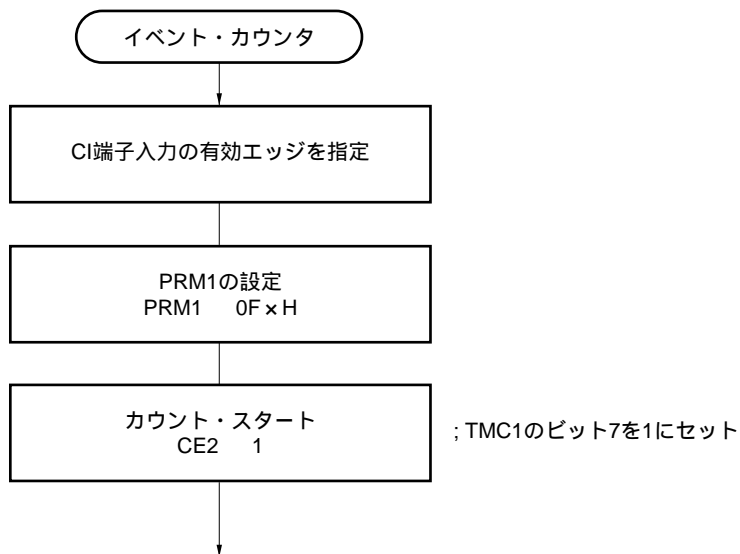 イベント・カウンタ
CI端子入力の有効エッジを指定
PRM1の設定
PRM1 0F×H
カウント・スタート
CE2 1
; TMC1のビット7を1にセット